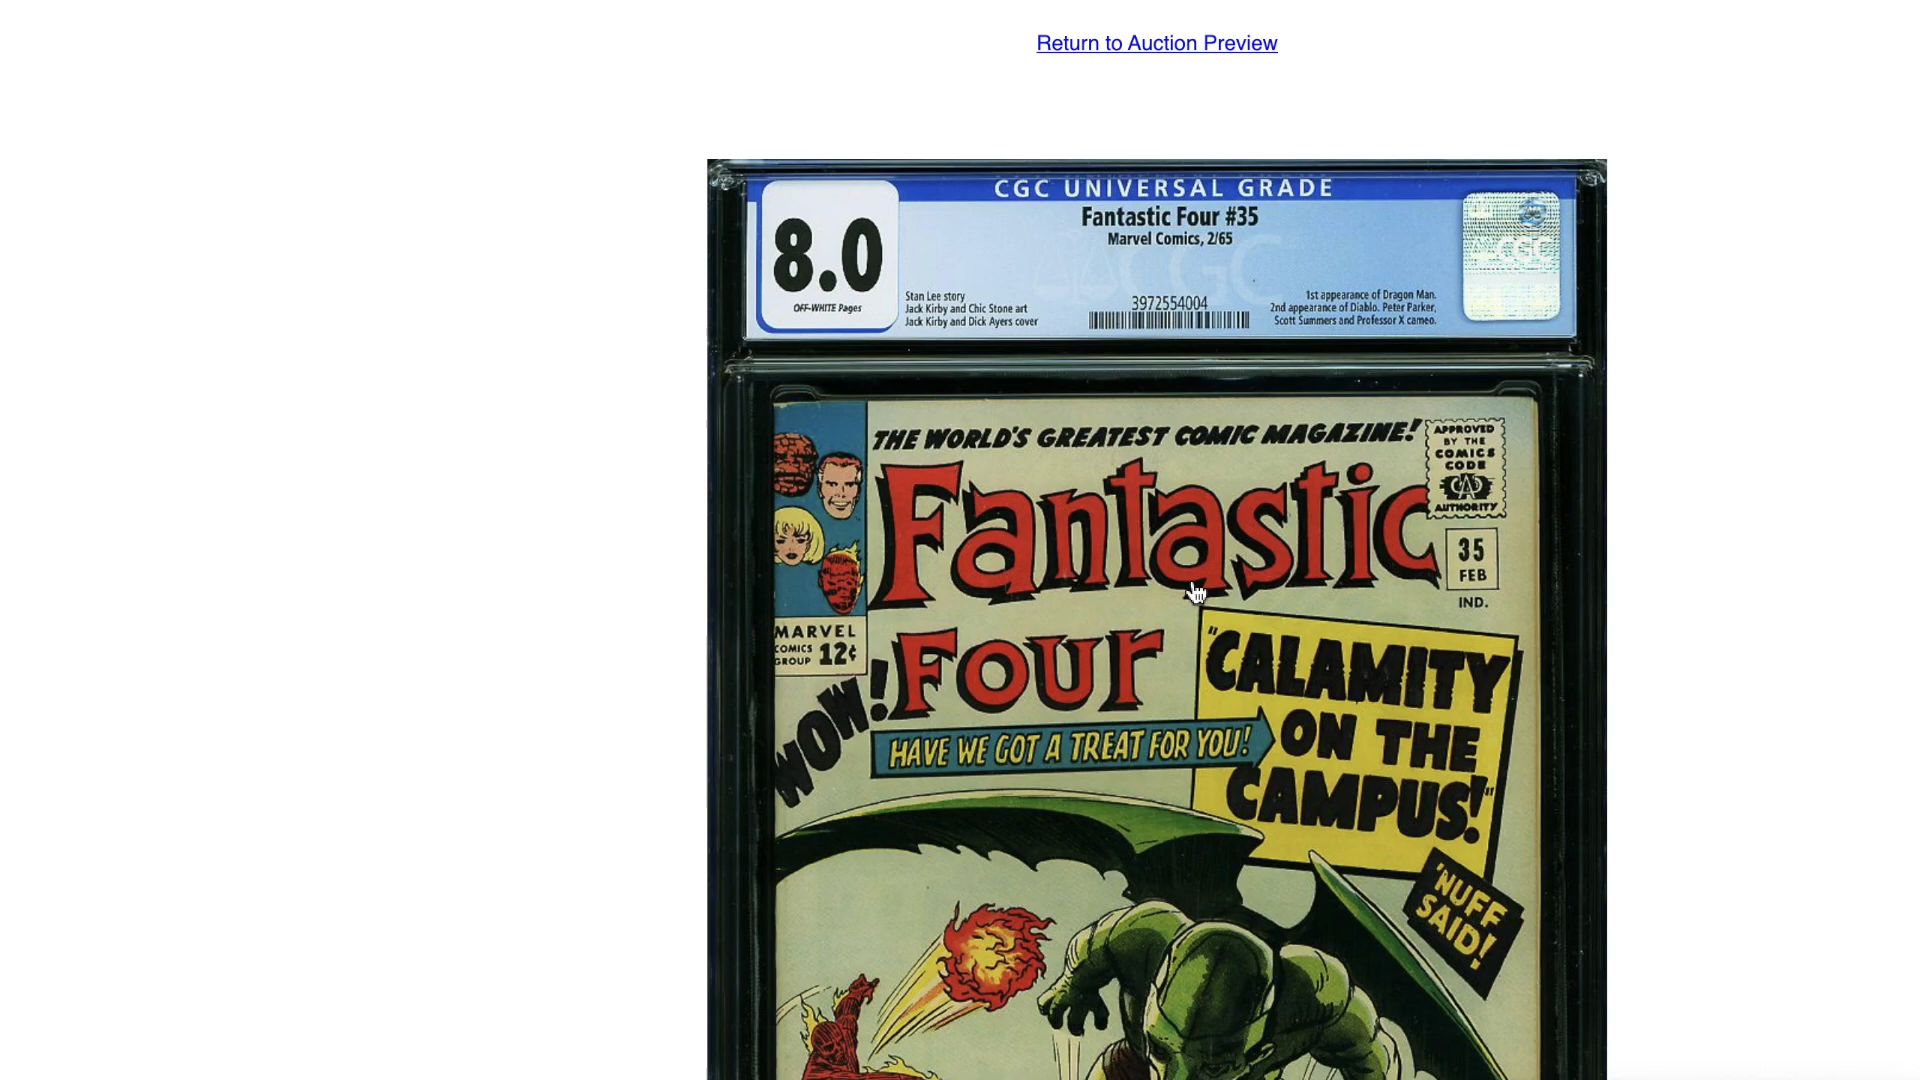 Return to Auction Preview
CGC UNIVERSAL GRADE
8.0
OFF-WHITE Pages
Fantastic Four #35
Marvel Comics, 2/65
Stan Lee story
Jack Kirby and Chic Stone art
Jack Kirby and Dick Ayers cover
3972554004
1st appearance of Dragon Man.
2nd appearance of Diablo. Peter Parker,
Scott Summers and Professor X cameo.
CGC
CGC
THE WORLD'S GREATEST COMIC MAGAZINE!
APPROVED
BY THE
COMICS
CODE
CA
AUTHORITY
Fantastic
Four
35
FEB
IND.
MARVEL
COMICS
GROUP 12¢
WOW!
HAVE WE GOT A TREAT FOR YOU!
"CALAMITY
ON THE
CAMPUS!"
'NUFF
SAID!